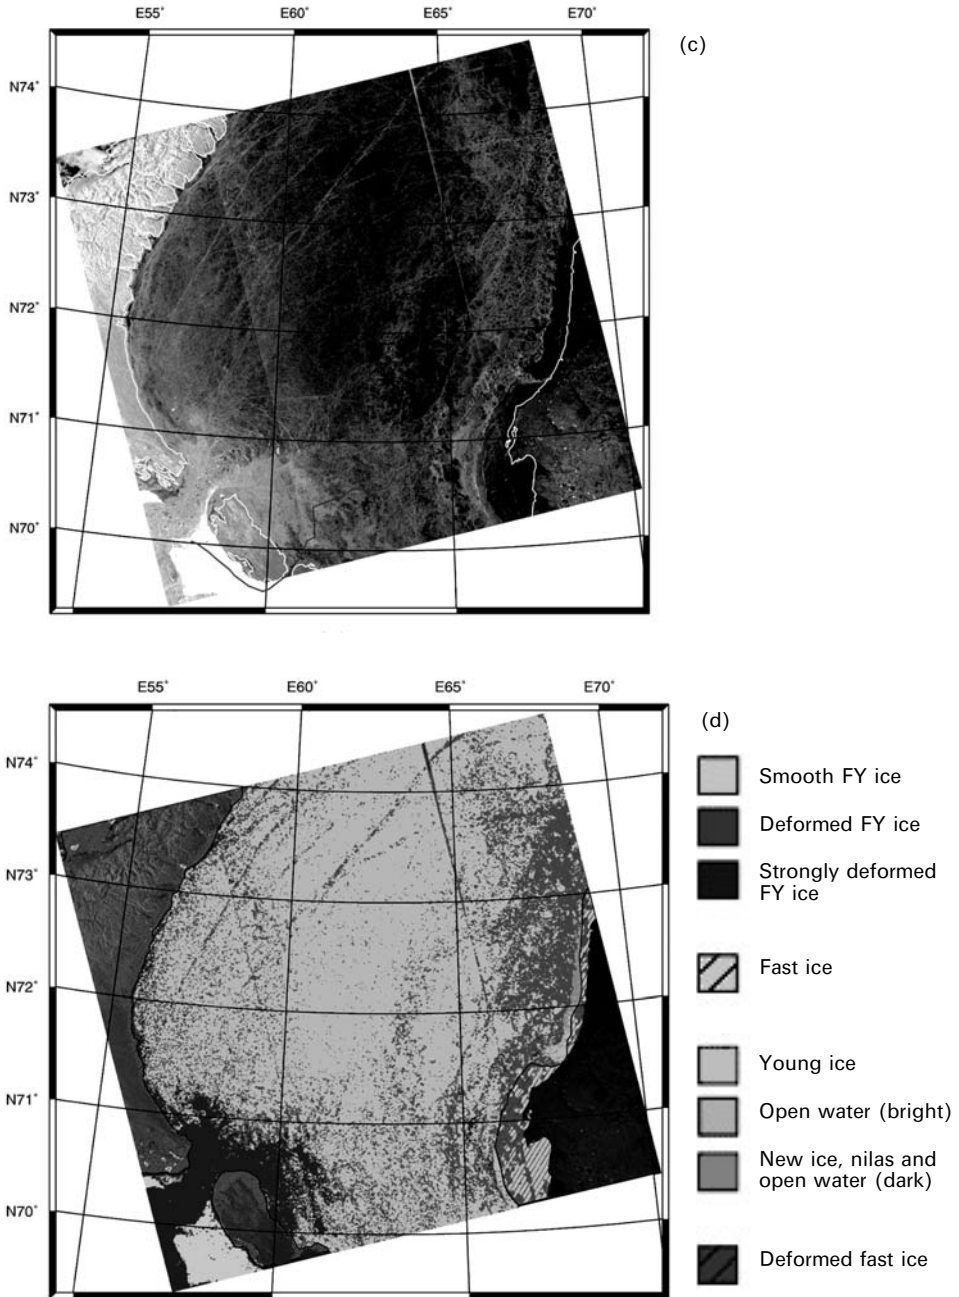 E55° E60° E65° E70°
(c)
N74°
N73°
N72°
N71°
N70°
E55° E60° E65° E70°
(d)
N74°
N73°
N72°
N71°
N70°
Smooth FY ice
Deformed FY ice
Strongly deformed
FY ice
Fast ice
Young ice
Open water (bright)
New ice, nilas and
open water (dark)
Deformed fast ice